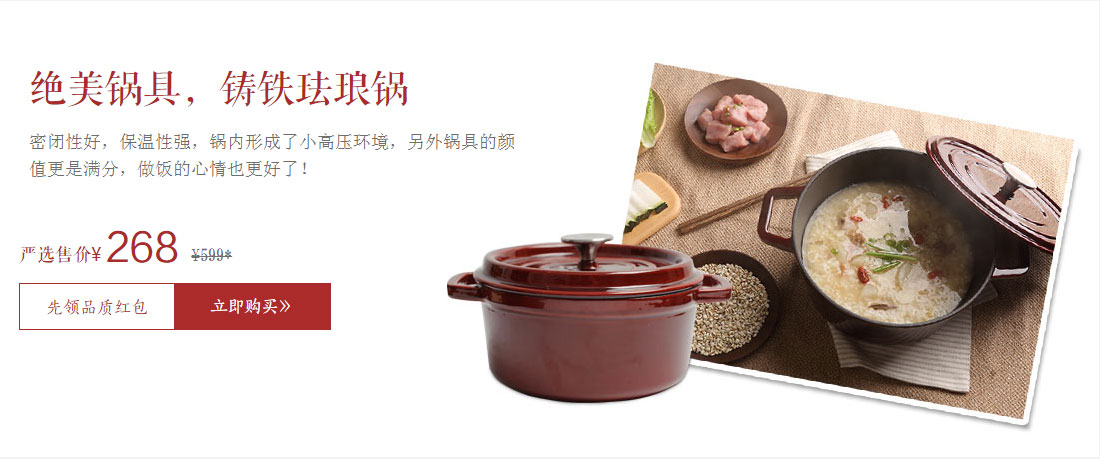 绝美锅具，铸铁珐琅锅
密闭性好，保温性强，锅内形成了小高压环境，另外锅具的颜
值更是满分，做饭的心情也更好了！
严选售价¥ 268 ¥599*
先领品质红包 立即购买»